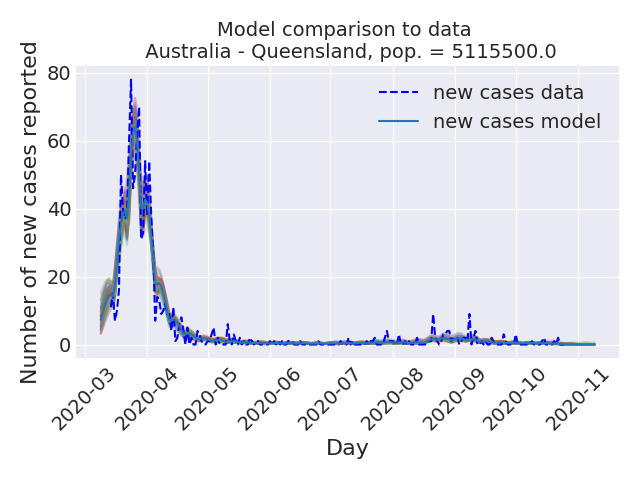 Model comparison to data
Australia - Queensland, pop. = 5115500.0
Number of new cases reported
80
60
40
20
0
new cases data
new cases model
2020-03
2020-04
2020-05
2020-06
2020-07
2020-08
2020-09
2020-10
2020-11
Day